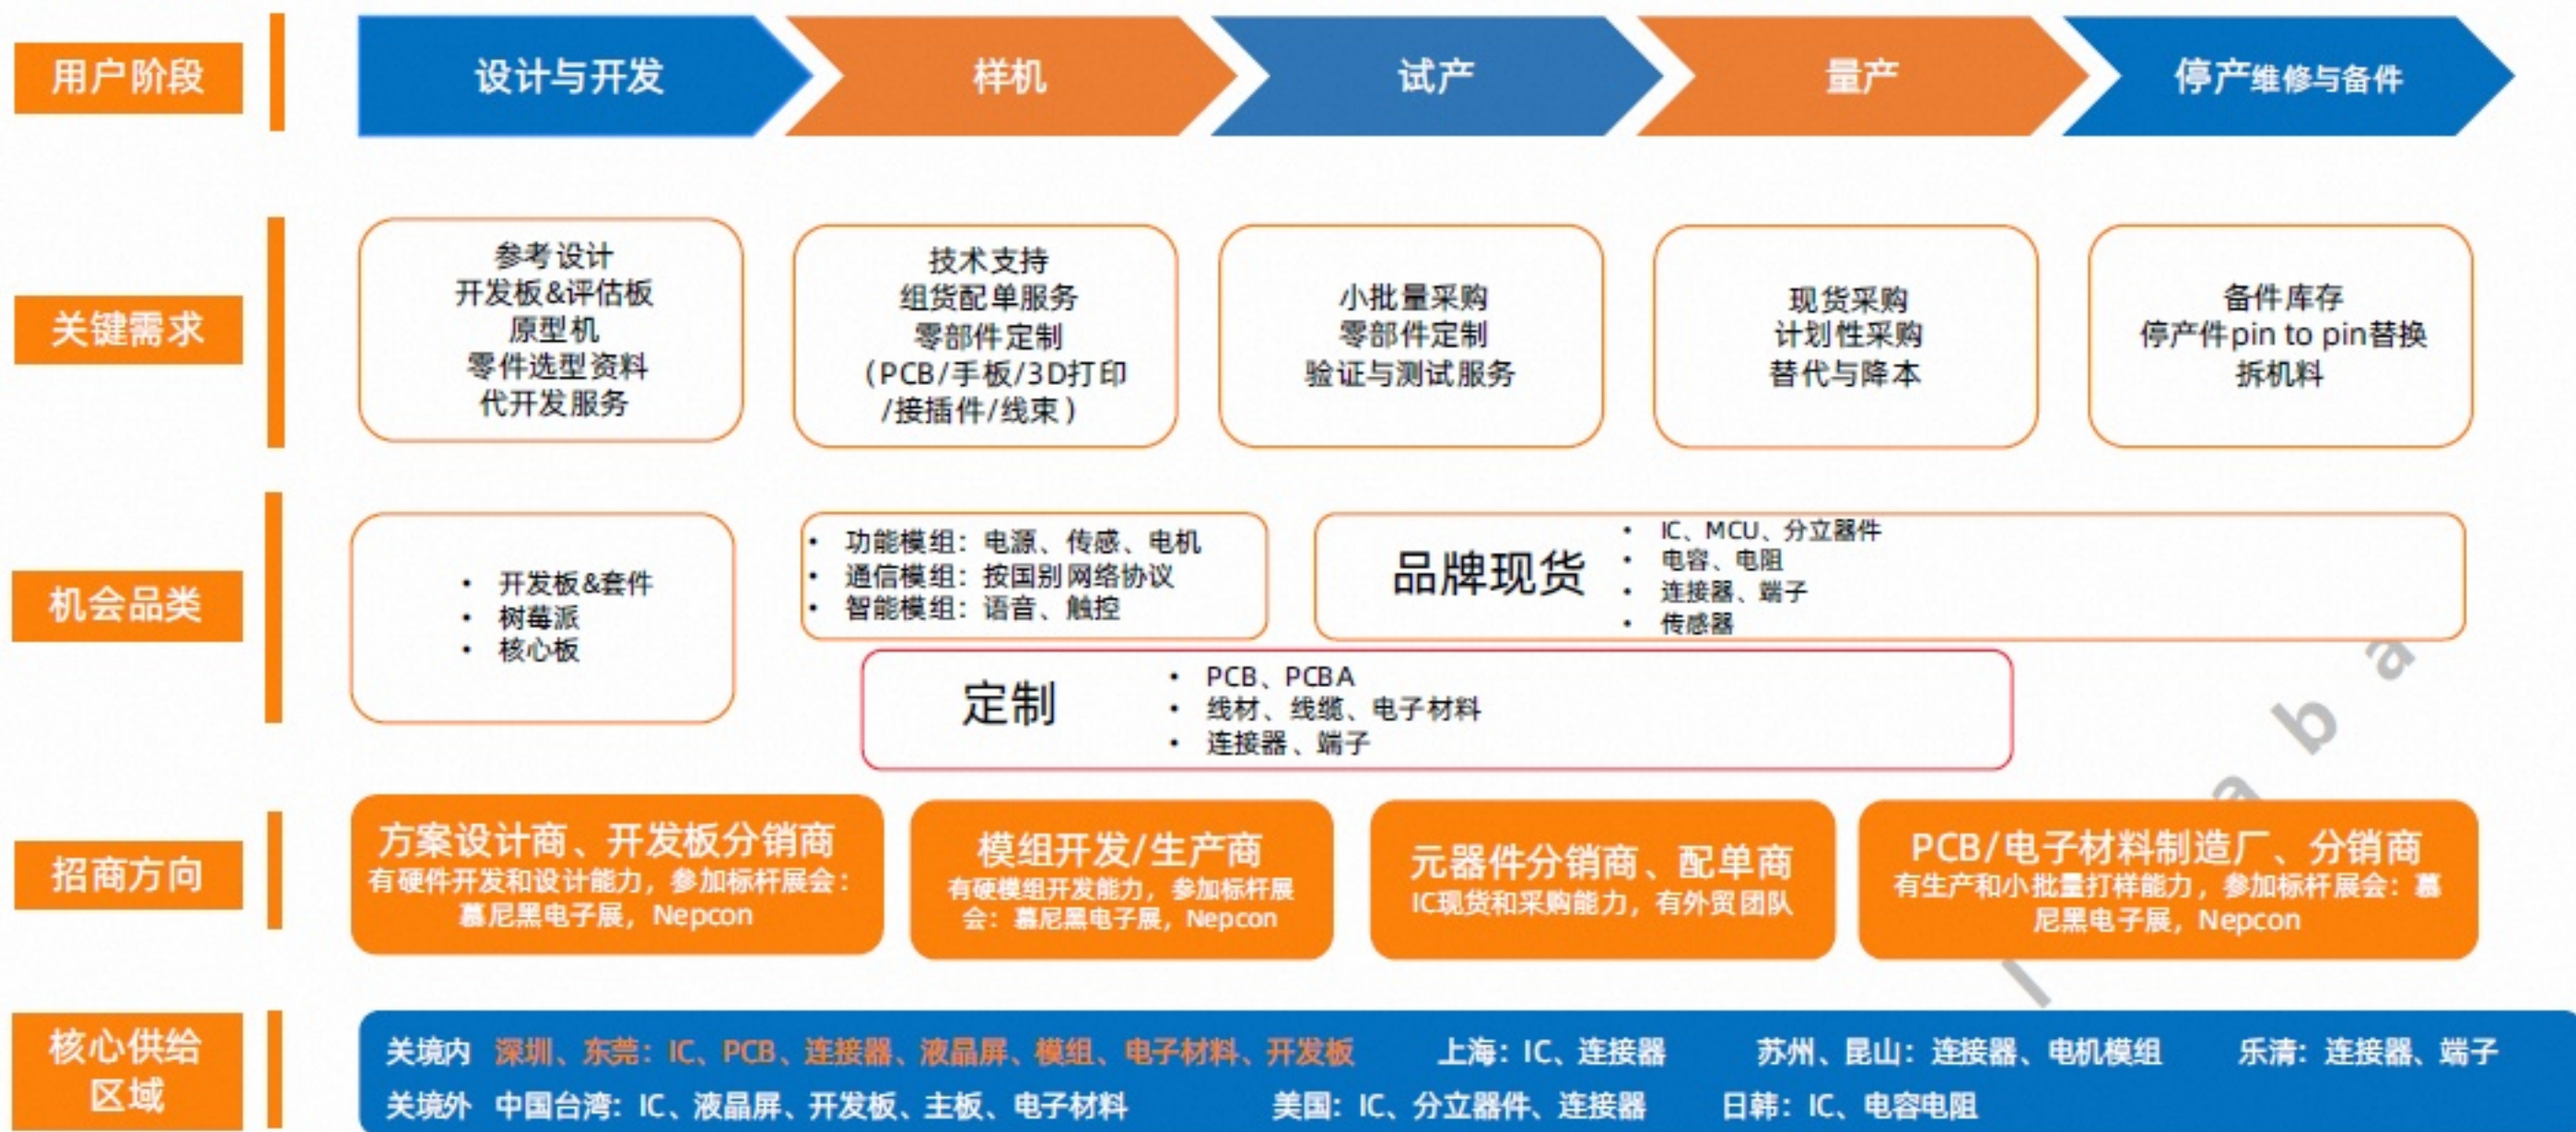 用户阶段
设计与开发
样机
试产
量产
停产维修与备件
关键需求
参考设计
开发板&评估板
原型机
零件选型资料
代开发服务
技术支持
组货配单服务
零部件定制
(PCB/手板/3D打印
/接插件/线束)
小批量采购
零部件定制
验证与测试服务
现货采购
计划性采购
替代与降本
备件库存
停产件pin to pin替换
拆机料
机会品类
• 开发板&套件
• 树莓派
• 核心板
• 功能模组：电源、传感、电机
• 通信模组：按国别网络协议
• 智能模组：语音、触控
品牌现货
• IC、MCU、分立器件
• 电容、电阻
• 连接器、端子
• 传感器
定制
• PCB、PCBA
• 线材、线缆、电子材料
• 连接器、端子
招商方向
方案设计商、开发板分销商
有硬件开发和设计能力，参加标杆展会：
慕尼黑电子展，Nepcon
模组开发/生产商
有硬模组开发能力，参加标杆展
会：慕尼黑电子展，Nepcon
元器件分销商、配单商
IC现货和采购能力，有外贸团队
PCB/电子材料制造厂、分销商
有生产和小批量打样能力，参加标杆展会：慕
尼黑电子展，Nepcon
核心供给
区域
关境内 深圳、东莞：IC、PCB、连接器、液晶屏、模组、电子材料、开发板 上海：IC、连接器 苏州、昆山：连接器、电机模组 乐清：连接器、端子
关境外 中国台湾：IC、液晶屏、开发板、主板、电子材料 美国：IC、分立器件、连接器 日韩：IC、电容电阻